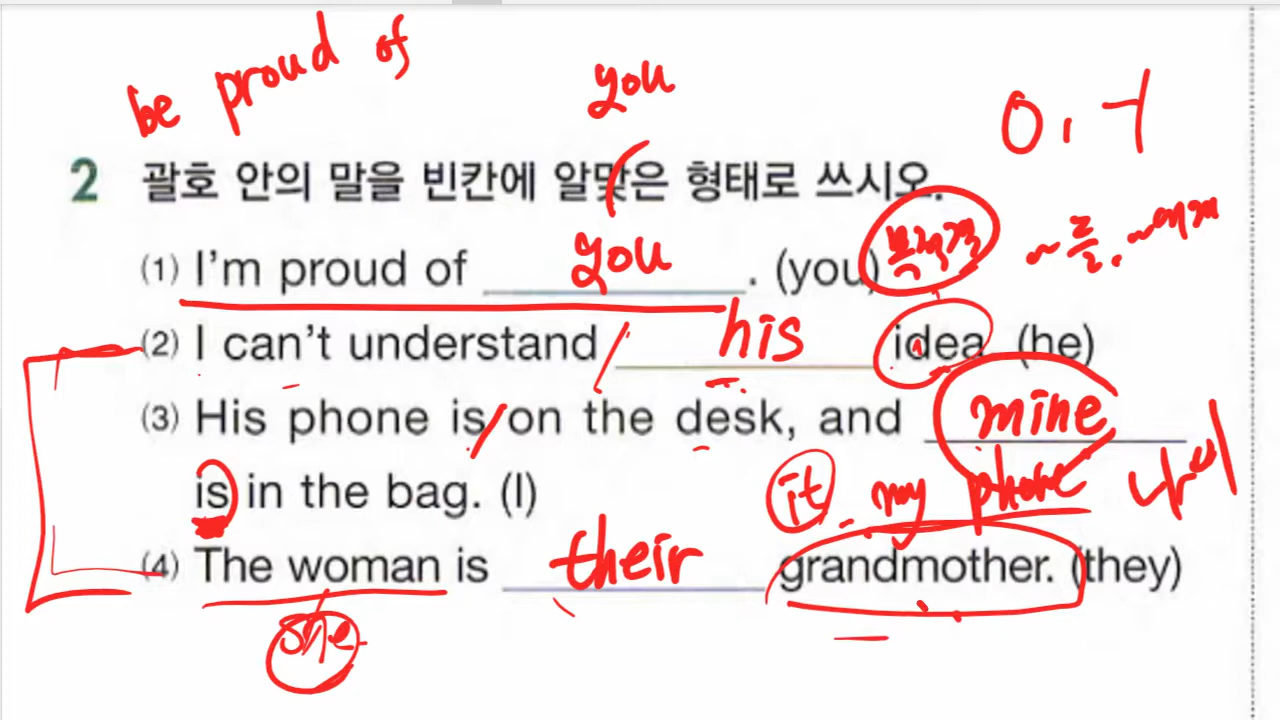 be proud of
you
2 괄호 안의 말을 빈칸에 알맞은 형태로 쓰시오.
(1) I'm proud of you . (you) 목적격 ~를, ~에게
(2) I can't understand his idea (he)
(3) His phone is on the desk, and mine
is in the bag. (I) it my phone
(4) The woman is their grandmother. (they)
she